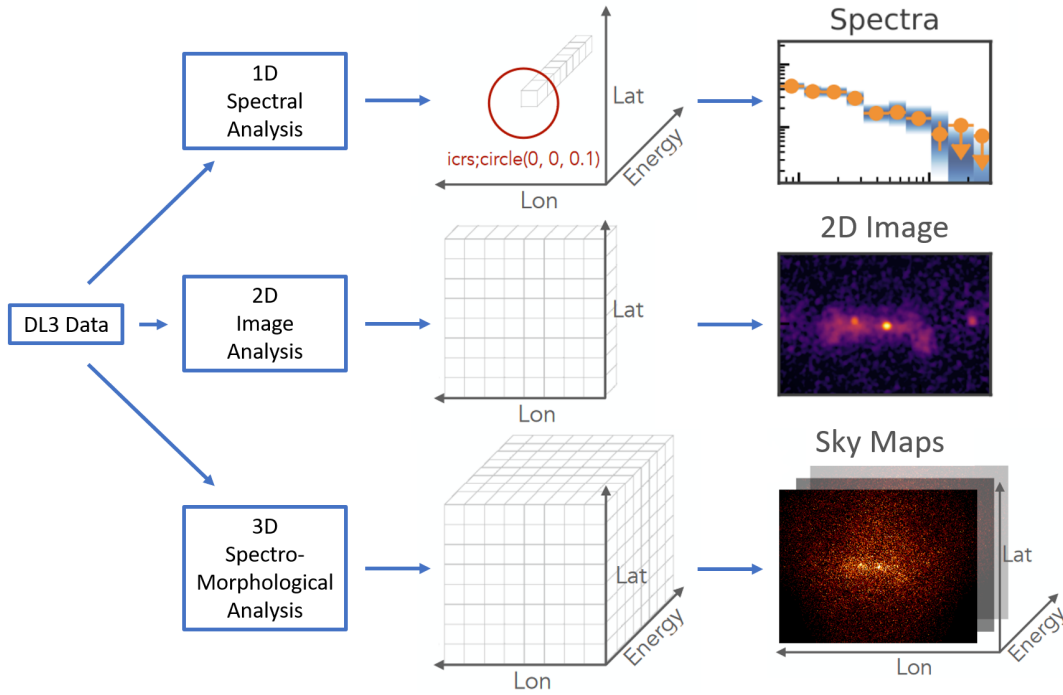 Spectra
1D
Spectral
Analysis
Lat
Energy
icrs;circle(0, 0, 0.1)
Lon
2D Image
DL3 Data
2D
Image
Analysis
Lat
Lon
Sky Maps
3D
Spectro-
Morphological
Analysis
Lat
Energy
Lon
Lat
Energy
Lon